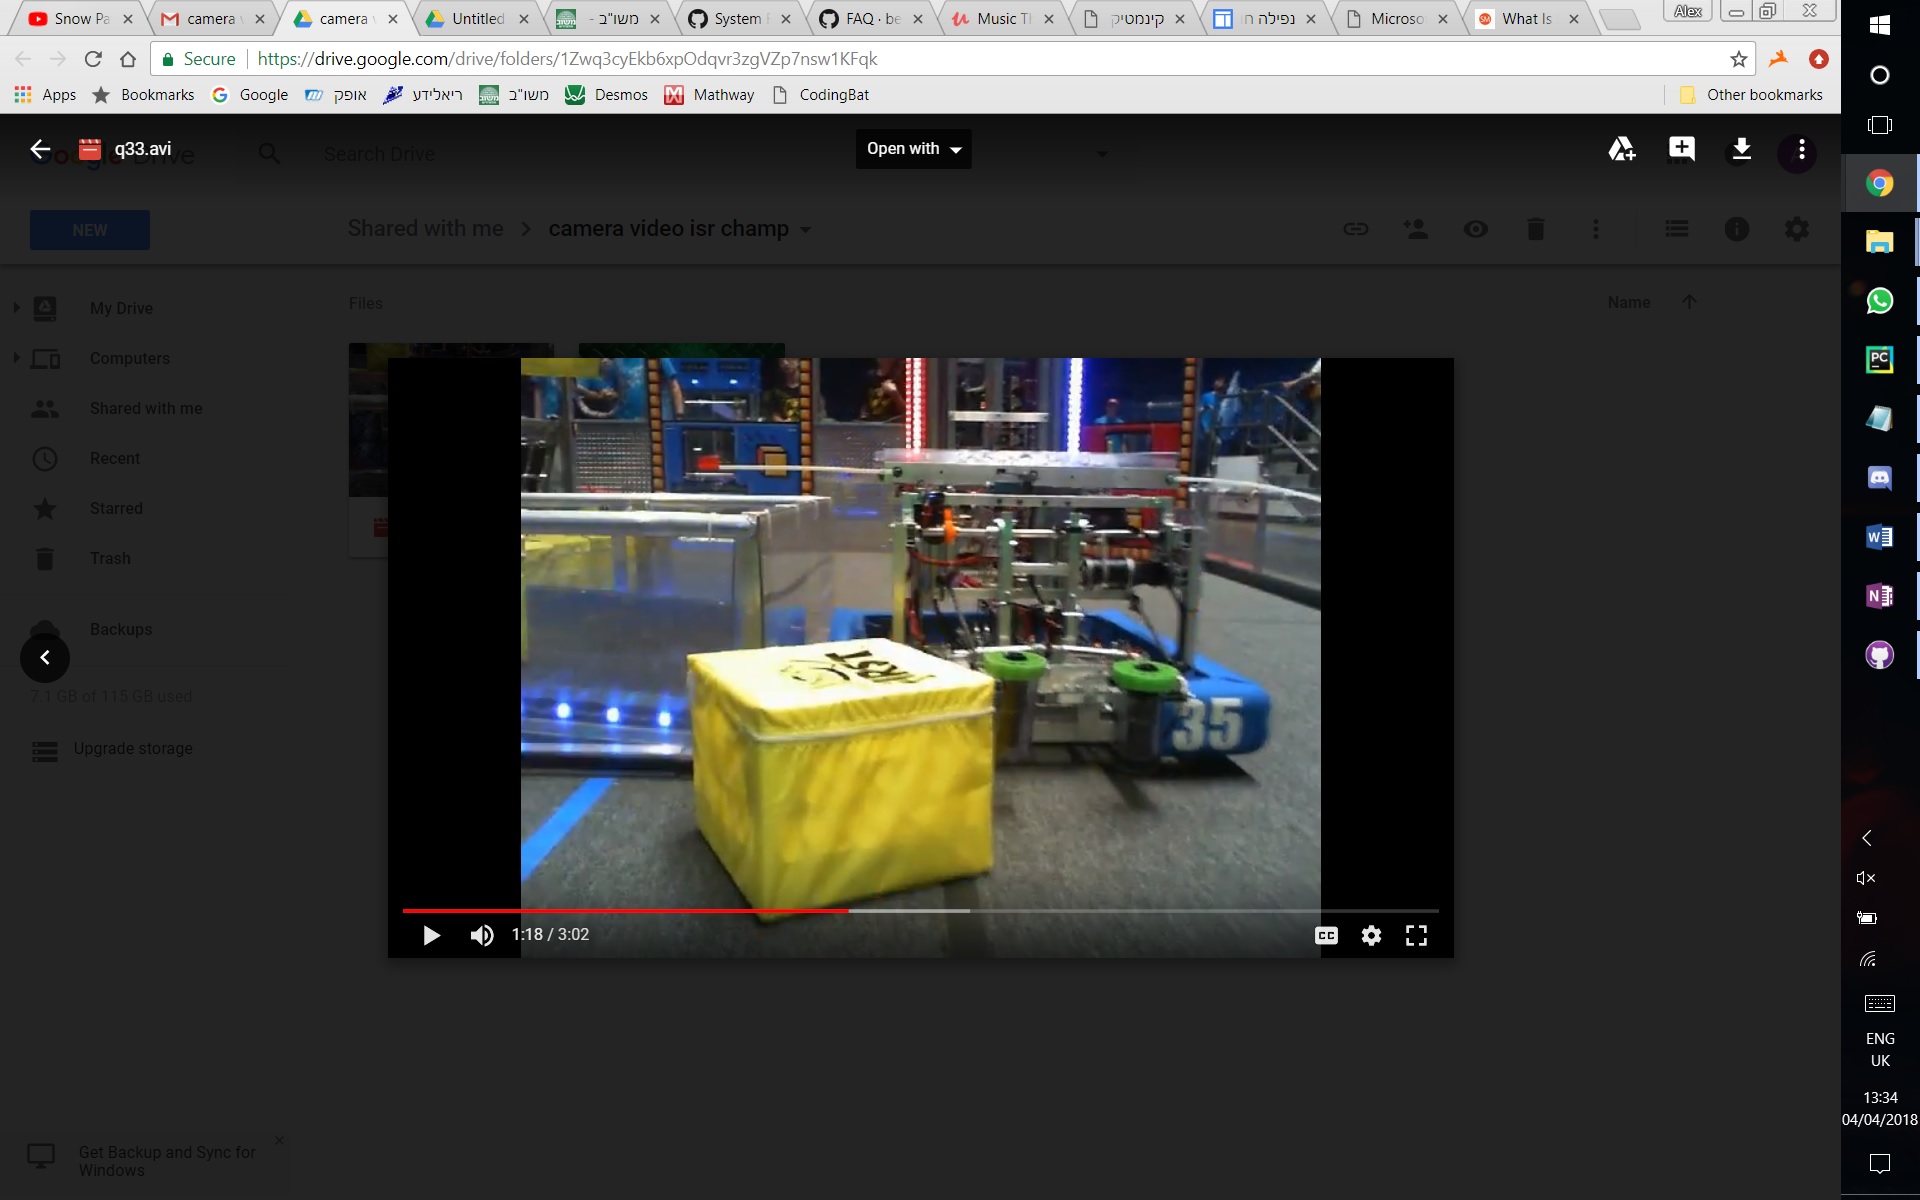 Snow Pa
camera
camera
Untitled
משו"ב -
System
FAQ · be
Music T
קינמטיק
נפילה ח
Microso
What Is
Alex
Secure
https://drive.google.com/drive/folders/1Zwq3cyEkb6xpOdqvr3zgVZp7nsw1KFqk
Apps
Bookmarks
Google
אופק
ריאלידע
משו"ב
Desmos
Mathway
CodingBat
Other bookmarks
q33.avi
Search Drive
Open with
NEW
Shared with me
camera video isr champ
My Drive
Computers
Shared with me
Recent
Starred
Trash
Backups
7.1 GB of 115 GB used
Upgrade storage
Get Backup and Sync for
Windows
Files
Name
FIRST
35
1:18 / 3:02
CC
PC
ENG
UK
13:34
04/04/2018